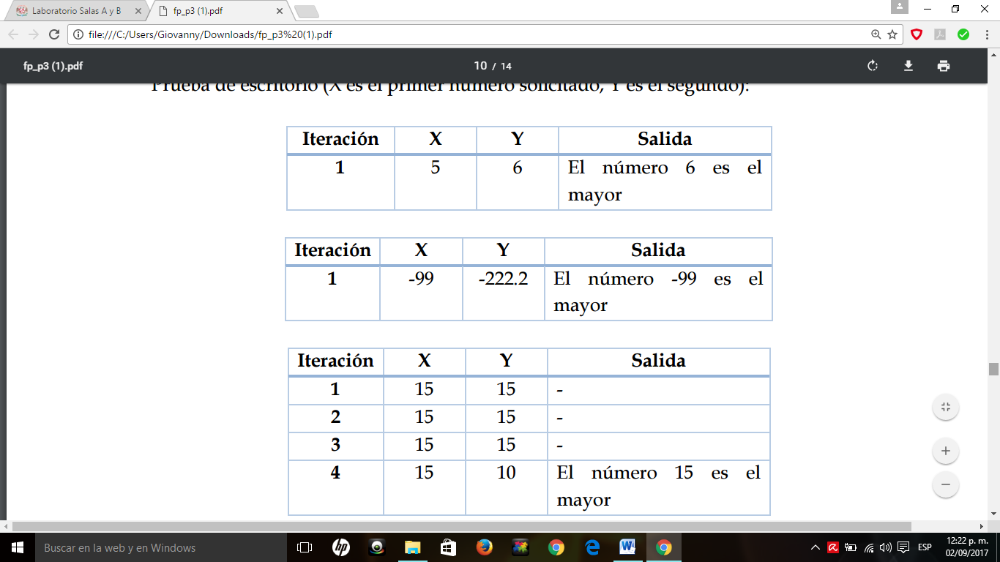 Laboratorio Salas A y B
fp_p3 (1).pdf
file:///C:/Users/Giovanny/Downloads/fp_p3%20(1).pdf
fp_p3 (1).pdf
10 / 14
Prueba de escritorio (X es el primer número solicitado, Y es el segundo):
Iteración X Y Salida
1 5 6 El número 6 es el
mayor
Iteración X Y Salida
1 -99 -222.2 El número -99 es el
mayor
Iteración X Y Salida
1 15 15 -
2 15 15 -
3 15 15 -
4 15 10 El número 15 es el
mayor
Buscar en la web y en Windows
hp
ESP
12:22 p. m.
02/09/2017